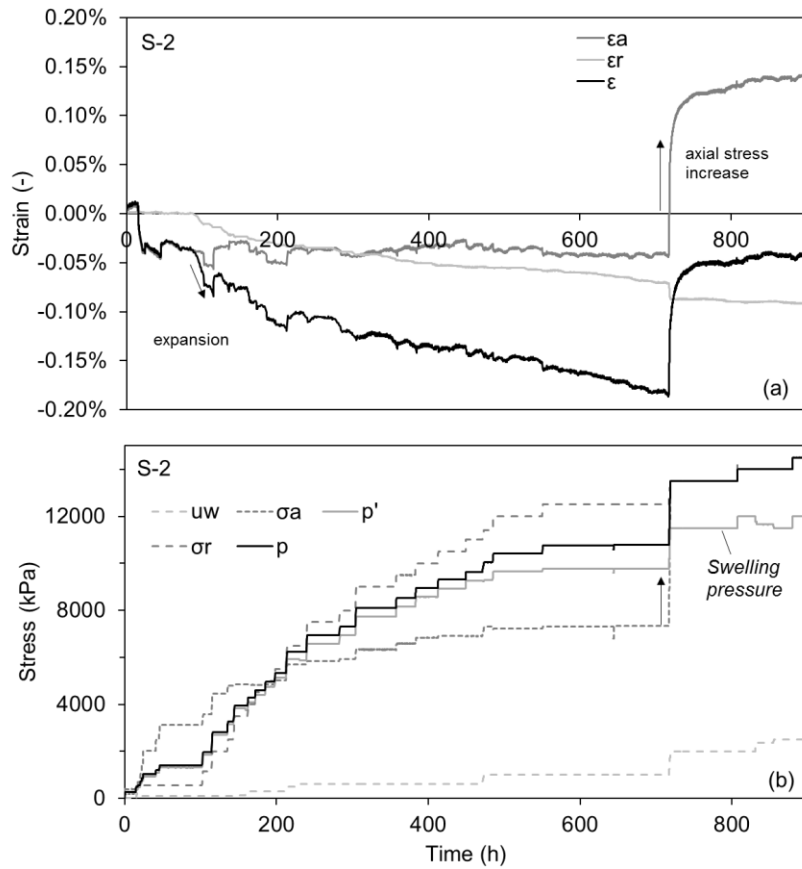 S-2
εa
εr
ε
0.20%
0.15%
0.10%
0.05%
0.00%
-0.05%
-0.10%
-0.15%
-0.20%
Strain (-)
0 200 400 600 800
axial stress
increase
expansion
(a)
S-2
uw σa p'
σr p
12000
8000
4000
0
Stress (kPa)
Swelling
pressure
(b)
0 200 400 600 800
Time (h)